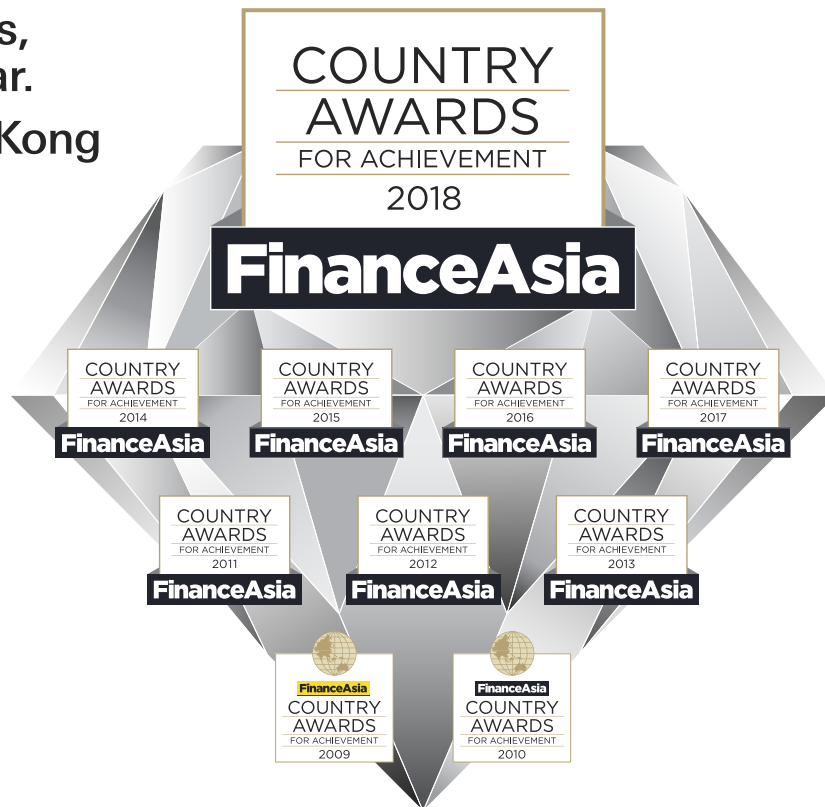 s,
ar.
Kong
COUNTRY
AWARDS
FOR ACHIEVEMENT
2018
FinanceAsia
COUNTRY
AWARDS
FOR ACHIEVEMENT
2014
FinanceAsia
COUNTRY
AWARDS
FOR ACHIEVEMENT
2015
FinanceAsia
COUNTRY
AWARDS
FOR ACHIEVEMENT
2016
FinanceAsia
COUNTRY
AWARDS
FOR ACHIEVEMENT
2017
FinanceAsia
COUNTRY
AWARDS
FOR ACHIEVEMENT
2011
FinanceAsia
COUNTRY
AWARDS
FOR ACHIEVEMENT
2012
FinanceAsia
COUNTRY
AWARDS
FOR ACHIEVEMENT
2013
FinanceAsia
FinanceAsia
COUNTRY
AWARDS
FOR ACHIEVEMENT
2009
FinanceAsia
COUNTRY
AWARDS
FOR ACHIEVEMENT
2010